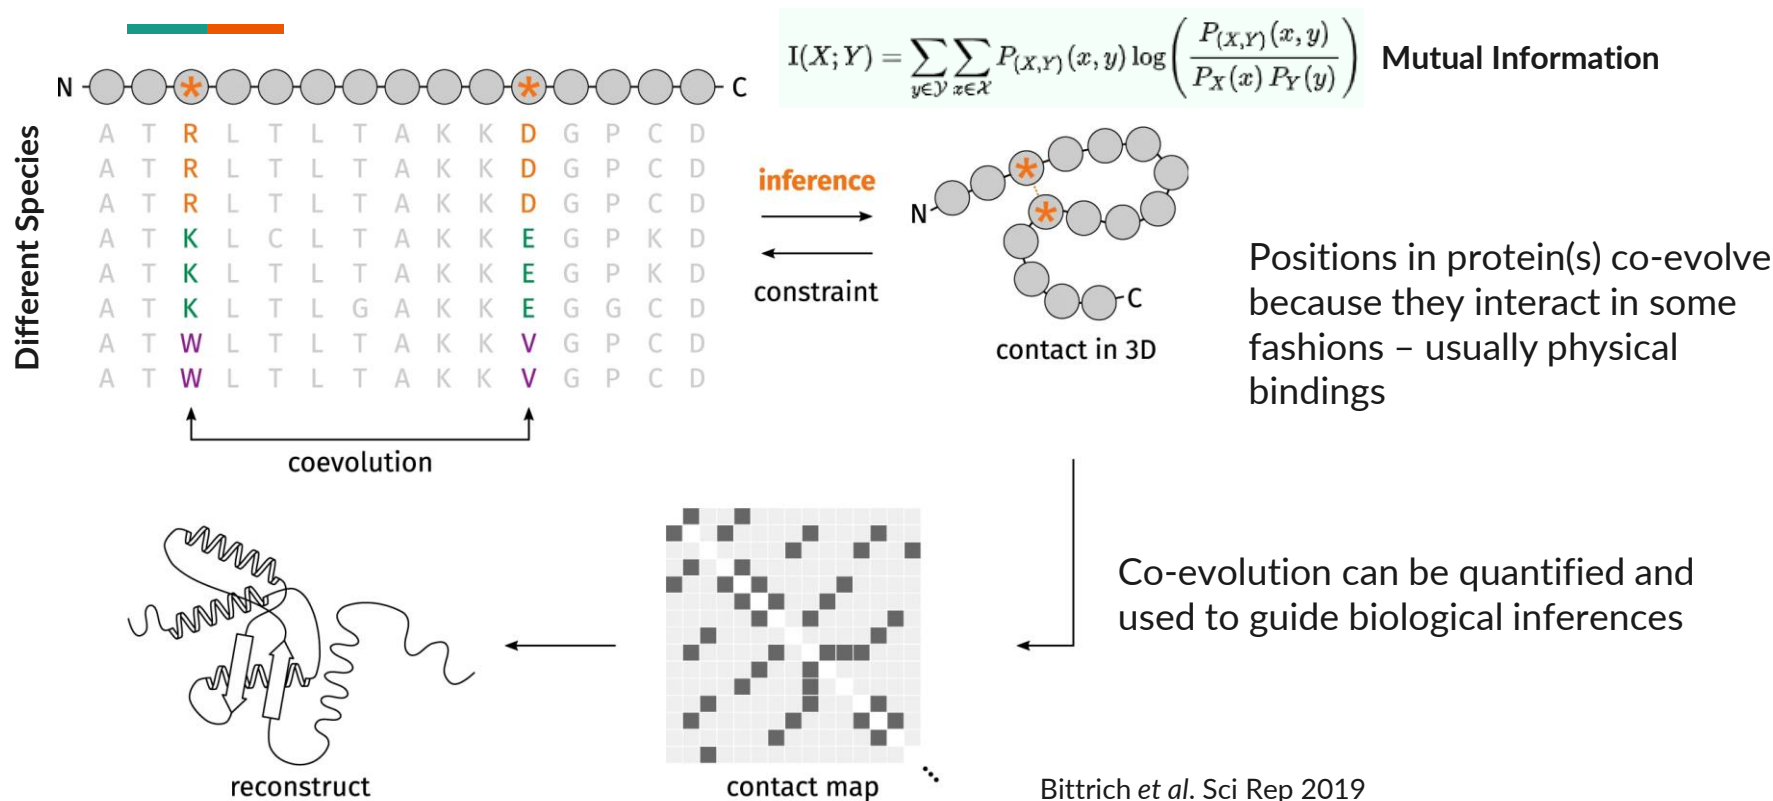 I(X;Y) = ∑y∈𝒴 ∑x∈𝒳 P(X,Y)(x, y) log( P(X,Y)(x, y) / PX(x) PY(y) )
Mutual Information
N
* *
C
Different Species
A T R L T L T A K K D G P C D
A T R L T L T A K K D G P C D
A T R L T L T A K K D G P C D
A T K L C L T A K K E G P K D
A T K L T L T A K K E G P K D
A T K L T L G A K K E G G C D
A T W L T L T A K K V G P C D
A T W L T L T A K K V G P C D
coevolution
inference
constraint
*
*
N
C
contact in 3D
Positions in protein(s) co-evolve
because they interact in some
fashions – usually physical
bindings
Co-evolution can be quantified and
used to guide biological inferences
reconstruct
contact map
Bittrich et al. Sci Rep 2019